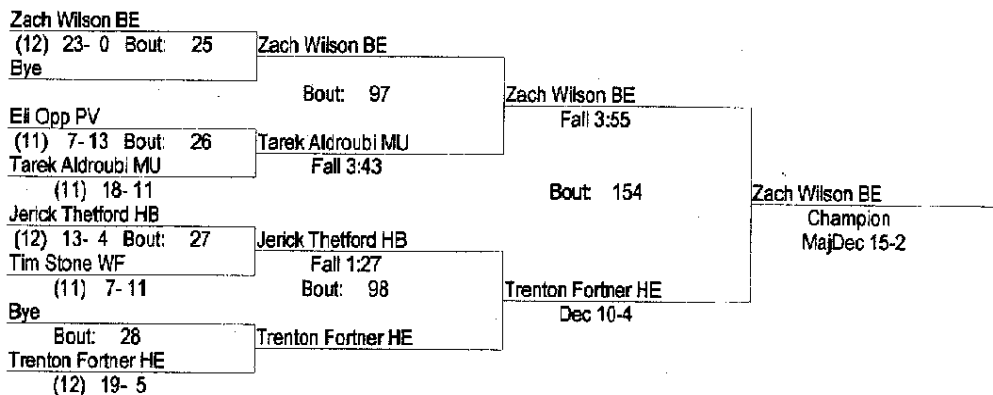 Zach Wilson BE
(12) 23- 0 Bout: 25
Bye
Zach Wilson BE
Bout: 97
Eli Opp PV
(11) 7-13 Bout: 26
Tarek Aldroubi MU
(11) 18-11
Tarek Aldroubi MU
Fall 3:43
Zach Wilson BE
Fall 3:55
Jerick Thetford HB
(12) 13- 4 Bout: 27
Tim Stone WF
(11) 7-11
Jerick Thetford HB
Fall 1:27
Bout: 98
Bye
Bout: 28
Trenton Fortner HE
(12) 19- 5
Trenton Fortner HE
Trenton Fortner HE
Dec 10-4
Bout: 154
Zach Wilson BE
Champion
MajDec 15-2